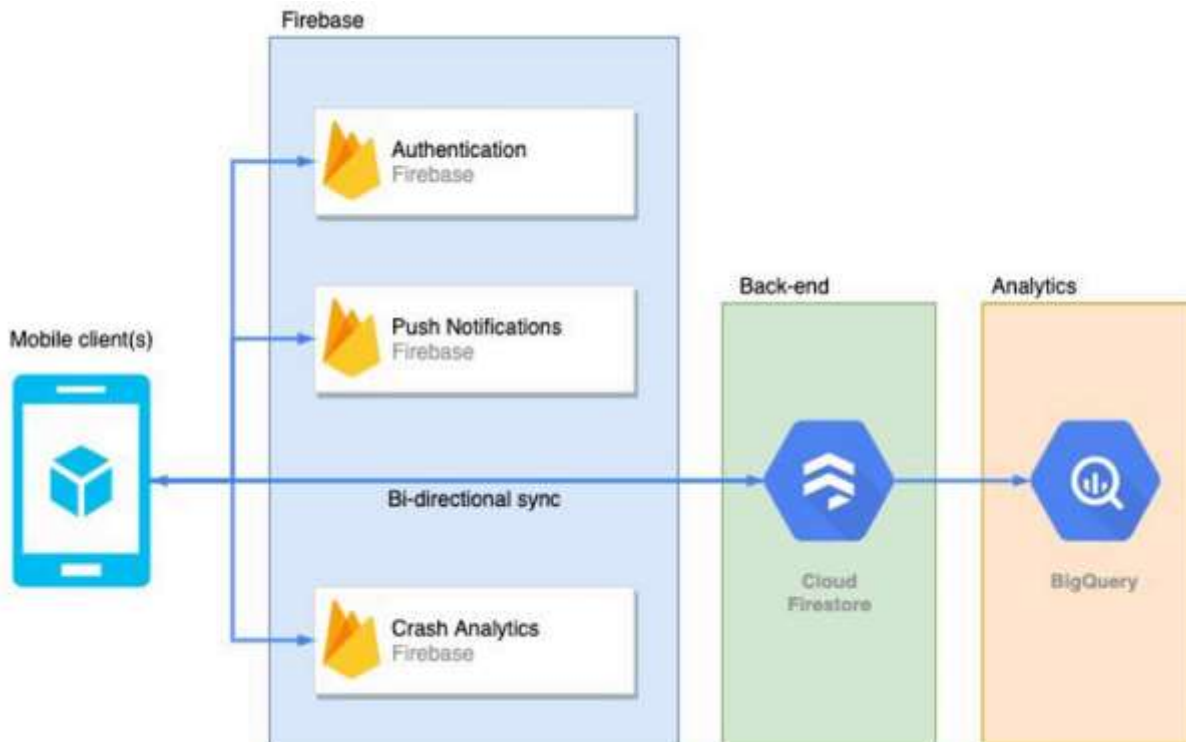 Firebase
Authentication
Firebase
Push Notifications
Firebase
Back-end
Analytics
Mobile client(s)
Bi-directional sync
Cloud
Firestore
BigQuery
Crash Analytics
Firebase